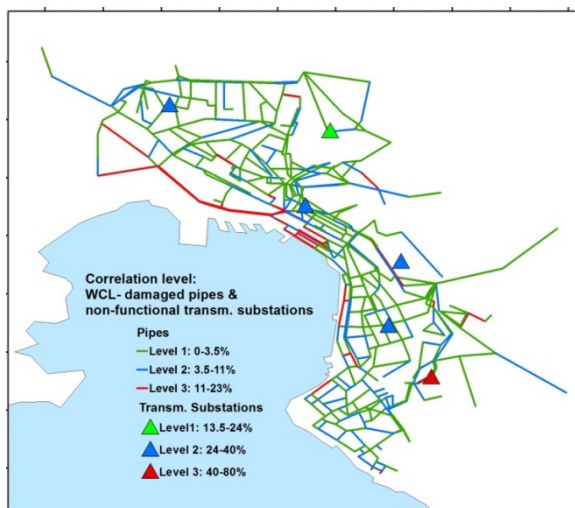 Correlation level:
WCL- damaged pipes &
non-functional transm. substations
Pipes
Level 1: 0-3.5%
Level 2: 3.5-11%
Level 3: 11-23%
Transm. Substations
Level1: 13.5-24%
Level 2: 24-40%
Level 3: 40-80%